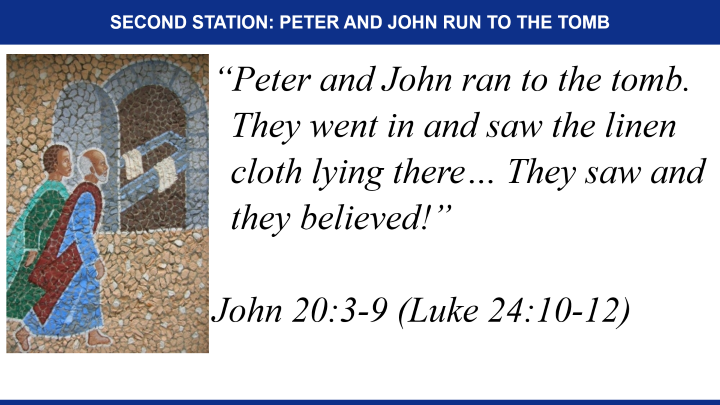 SECOND STATION: PETER AND JOHN RUN TO THE TOMB
“Peter and John ran to the tomb.
They went in and saw the linen
cloth lying there… They saw and
they believed!”
John 20:3-9 (Luke 24:10-12)